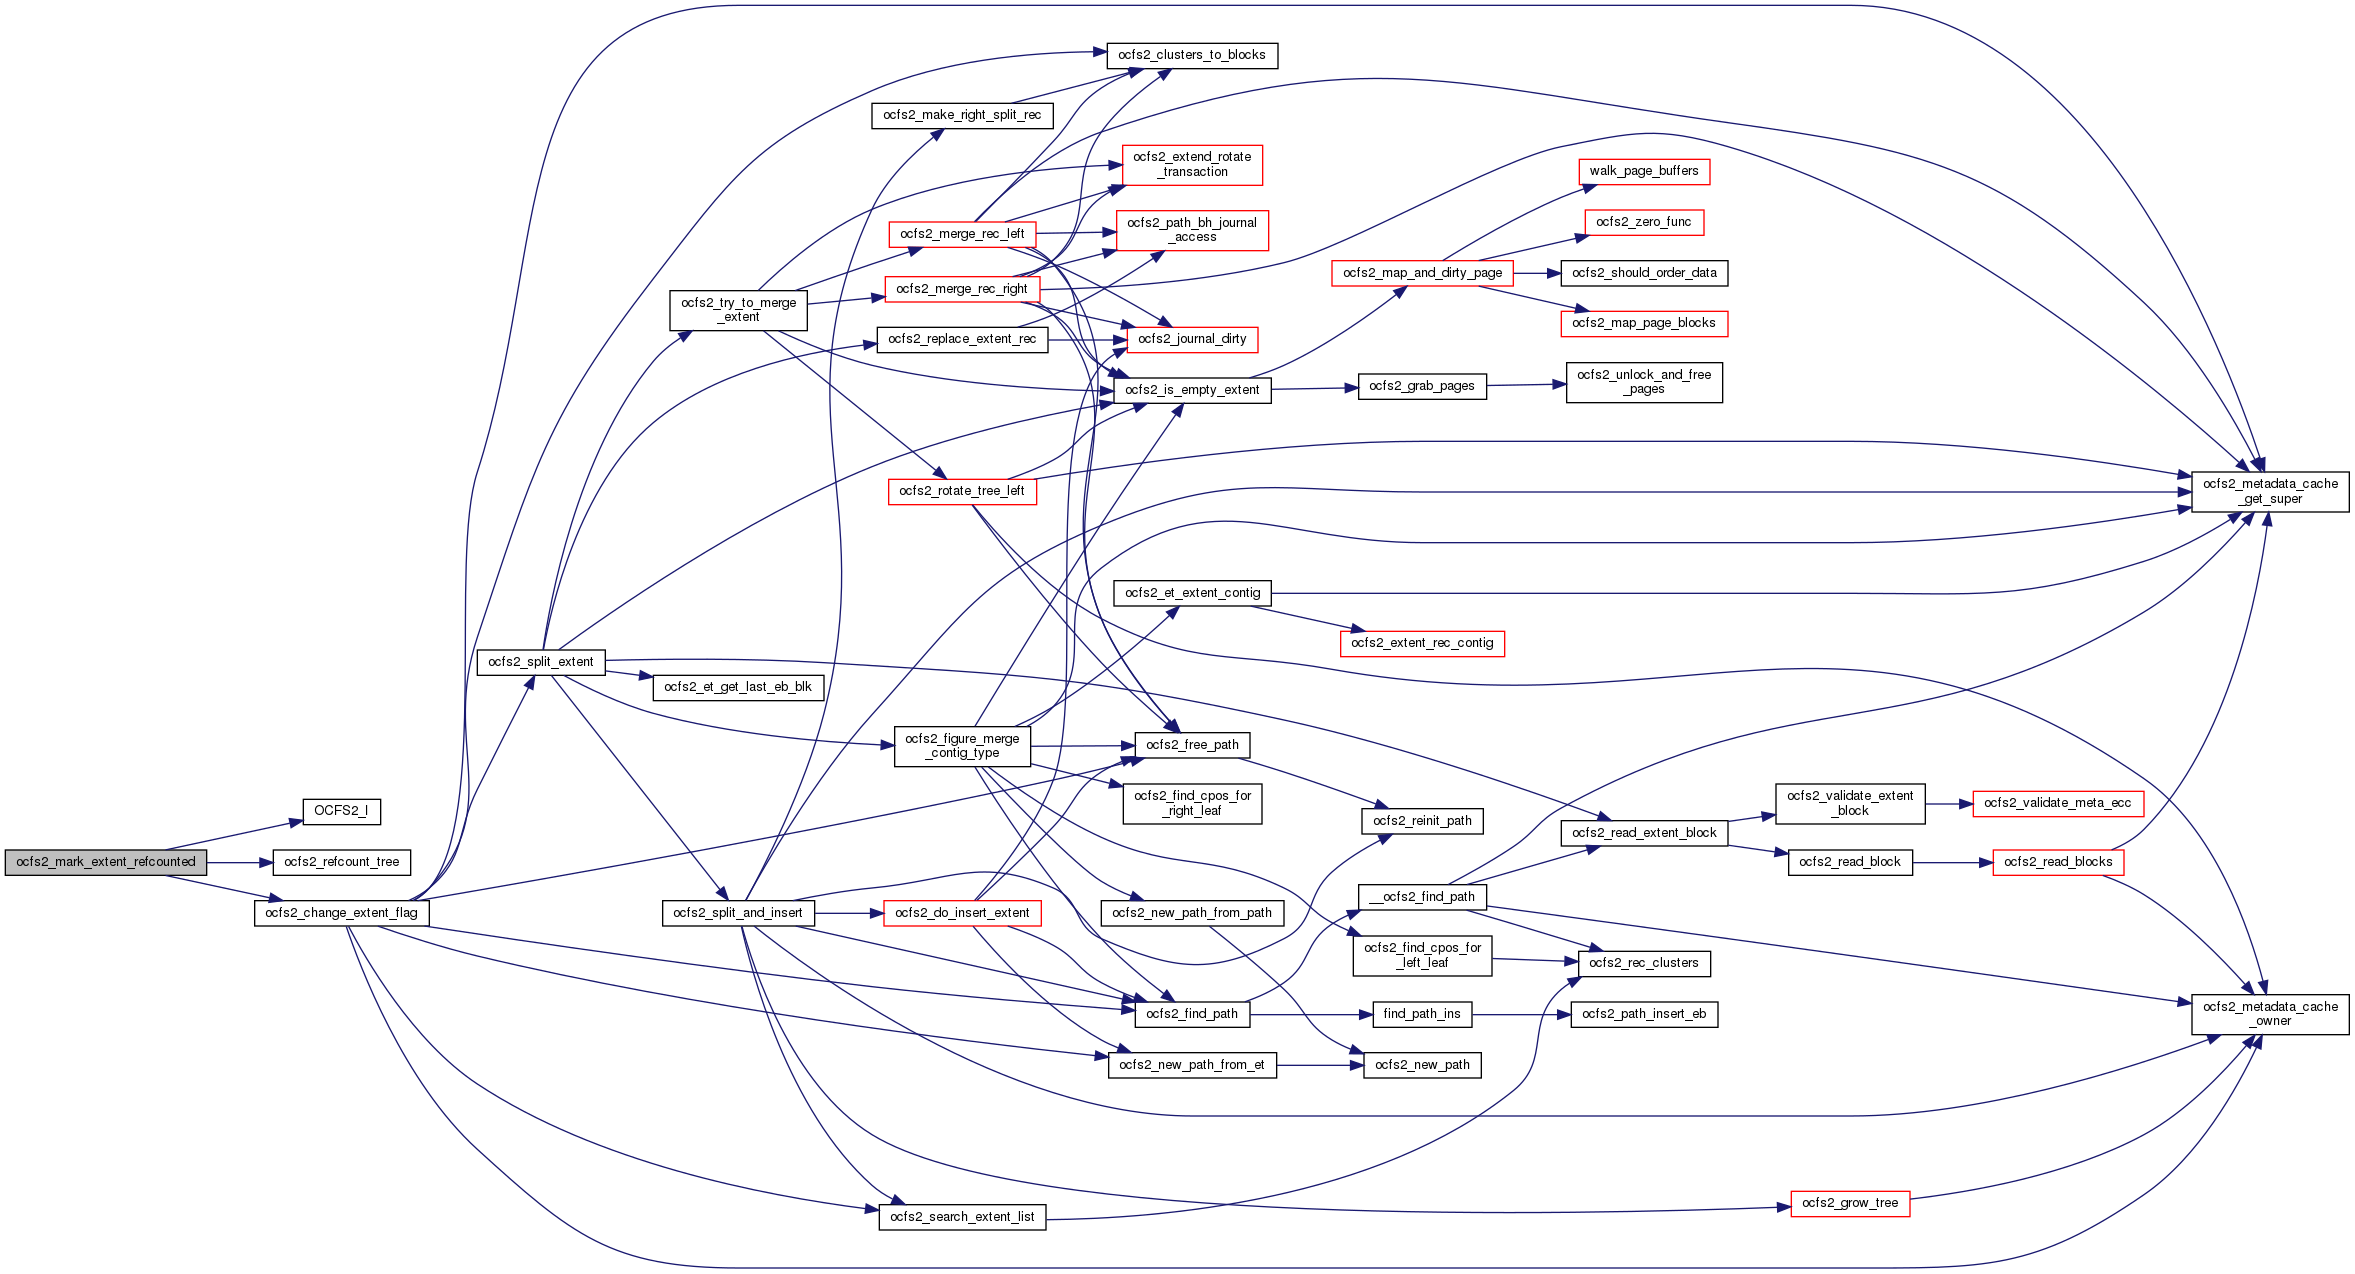 ocfs2_mark_extent_refcounted
OCFS2_I
ocfs2_refcount_tree
ocfs2_change_extent_flag
ocfs2_split_extent
ocfs2_try_to_merge
_extent
ocfs2_et_get_last_eb_blk
ocfs2_split_and_insert
ocfs2_make_right_split_rec
ocfs2_merge_rec_left
ocfs2_merge_rec_right
ocfs2_replace_extent_rec
ocfs2_rotate_tree_left
ocfs2_figure_merge
_contig_type
ocfs2_do_insert_extent
ocfs2_search_extent_list
ocfs2_clusters_to_blocks
ocfs2_extend_rotate
_transaction
ocfs2_path_bh_journal
_access
ocfs2_journal_dirty
ocfs2_is_empty_extent
ocfs2_et_extent_contig
ocfs2_free_path
ocfs2_find_cpos_for
_right_leaf
ocfs2_new_path_from_path
ocfs2_find_path
ocfs2_new_path_from_et
ocfs2_map_and_dirty_page
ocfs2_grab_pages
ocfs2_extent_rec_contig
ocfs2_reinit_path
__ocfs2_find_path
ocfs2_find_cpos_for
_left_leaf
find_path_ins
ocfs2_new_path
walk_page_buffers
ocfs2_zero_func
ocfs2_should_order_data
ocfs2_map_page_blocks
ocfs2_unlock_and_free
_pages
ocfs2_read_extent_block
ocfs2_rec_clusters
ocfs2_path_insert_eb
ocfs2_validate_extent
_block
ocfs2_read_block
ocfs2_grow_tree
ocfs2_validate_meta_ecc
ocfs2_read_blocks
ocfs2_metadata_cache
_get_super
ocfs2_metadata_cache
_owner